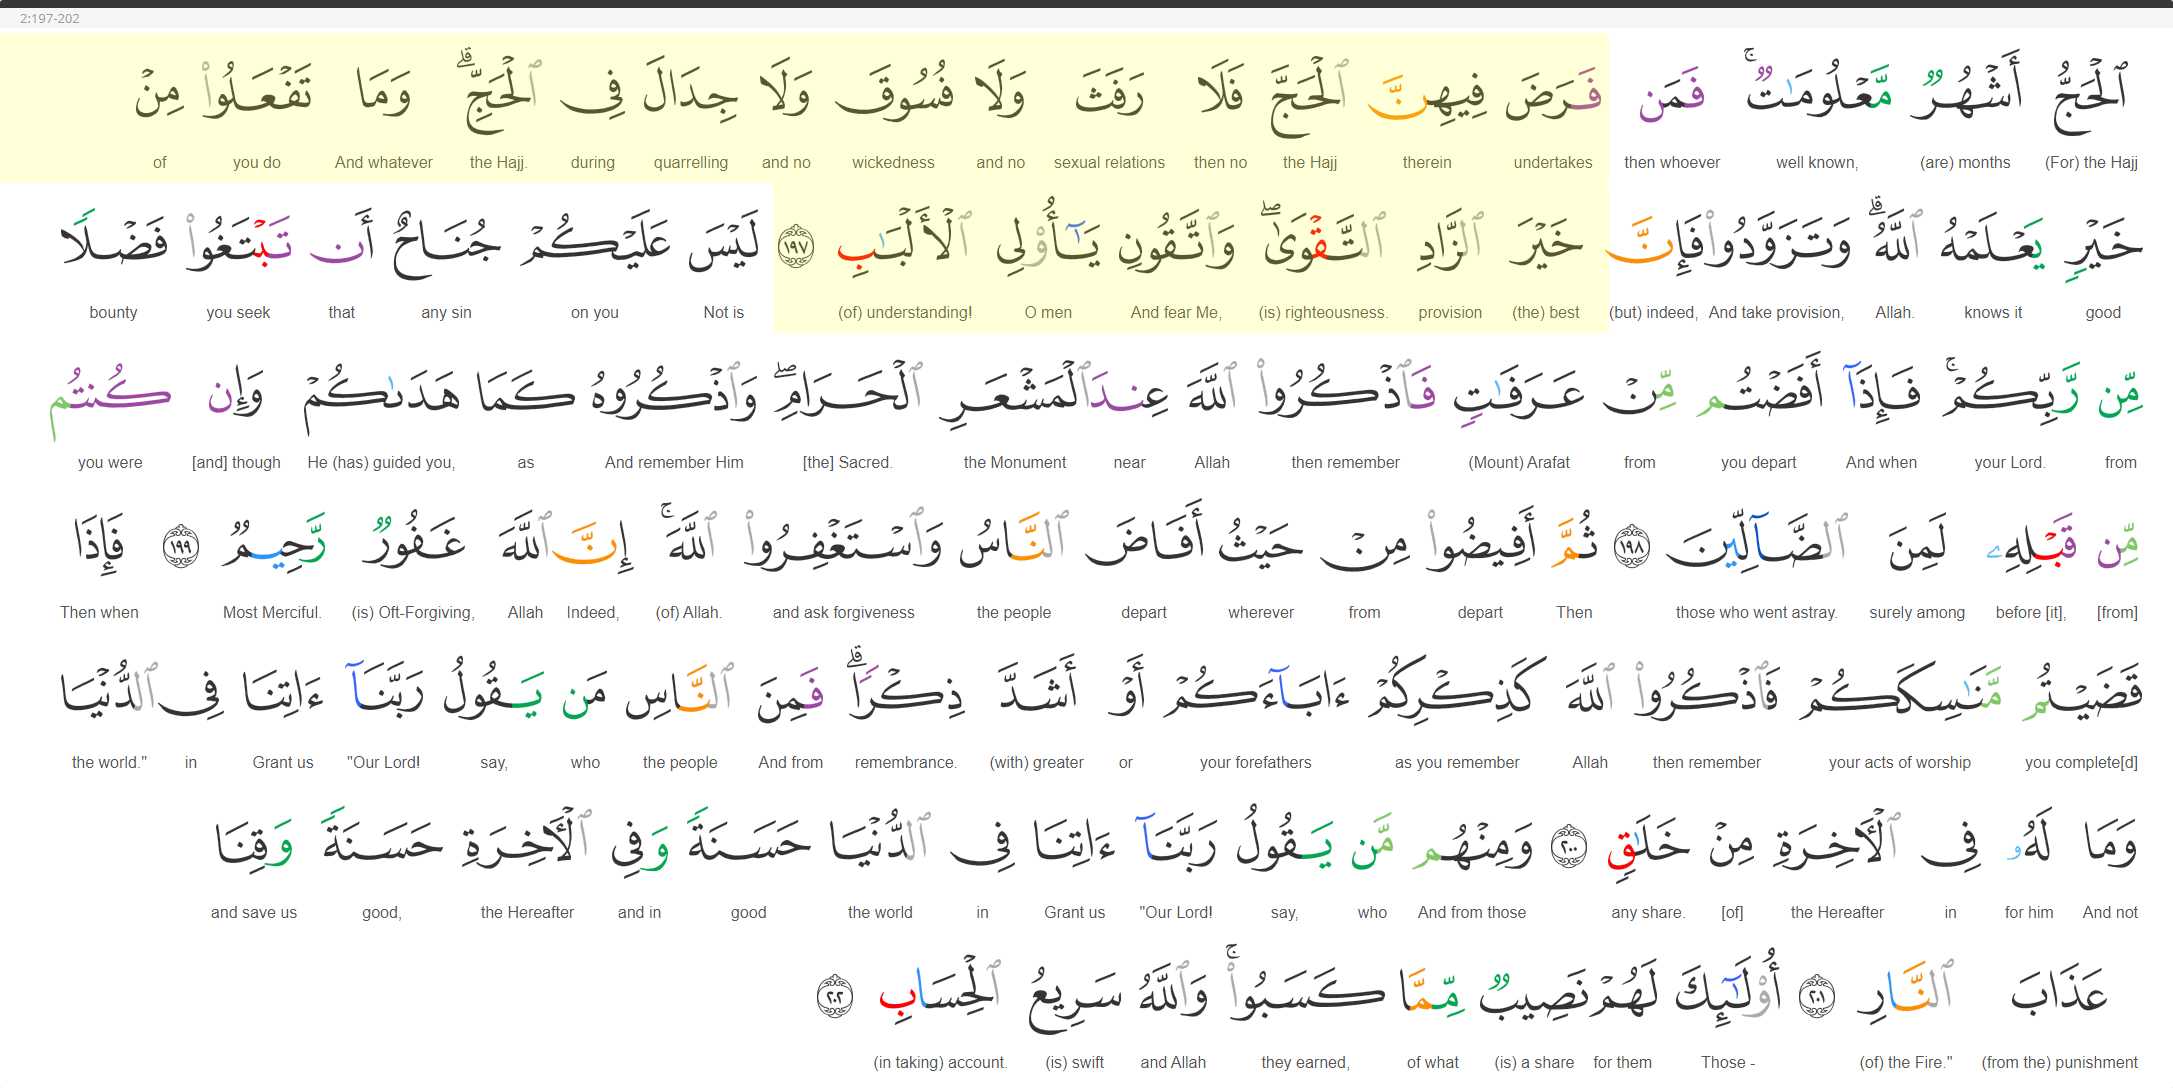 2:197-202
ٱلْحَجُّ أَشْهُرٌ مَّعْلُومَـٰتٌ ۚ فَمَن فَرَضَ فِيهِنَّ ٱلْحَجَّ فَلَا رَفَثَ وَلَا فُسُوقَ وَلَا جِدَالَ فِى ٱلْحَجِّ ۗ وَمَا تَفْعَلُوا۟ مِنْ
(For) the Hajj (are) months well known, then whoever undertakes therein the Hajj then no sexual relations and no wickedness and no quarrelling during the Hajj. And whatever you do of
خَيْرٍ يَعْلَمْهُ ٱللَّهُ ۗ وَتَزَوَّدُوا۟ فَإِنَّ خَيْرَ ٱلزَّادِ ٱلتَّقْوَىٰ ۖ وَٱتَّقُونِ يَـٰٓأُو۟لِى ٱلْأَلْبَـٰبِ ١٩٧ لَيْسَ عَلَيْكُمْ جُنَاحٌ أَن تَبْتَغُوا۟ فَضْلًا
good knows it Allah. And take provision, (but) indeed, (the) best provision (is) righteousness. And fear Me, O men (of) understanding! Not is on you any sin that you seek bounty
مِّن رَّبِّكُمْ ۚ فَإِذَآ أَفَضْتُم مِّنْ عَرَفَـٰتٍ فَٱذْكُرُوا۟ ٱللَّهَ عِندَ ٱلْمَشْعَرِ ٱلْحَرَامِ ۖ وَٱذْكُرُوهُ كَمَا هَدَىٰكُمْ وَإِن كُنتُم
from your Lord. And when you depart from (Mount) Arafat then remember Allah near the Monument [the] Sacred. And remember Him as He (has) guided you, [and] though you were
مِّن قَبْلِهِۦ لَمِنَ ٱلضَّآلِّينَ ١٩٨ ثُمَّ أَفِيضُوا۟ مِنْ حَيْثُ أَفَاضَ ٱلنَّاسُ وَٱسْتَغْفِرُوا۟ ٱللَّهَ ۚ إِنَّ ٱللَّهَ غَفُورٌ رَّحِيمٌ ١٩٩ فَإِذَا
[from] before [it], surely among those who went astray. Then depart from wherever depart the people and ask forgiveness (of) Allah. Indeed, Allah (is) Oft-Forgiving, Most Merciful. Then when
قَضَيْتُم مَّنَـٰسِكَكُمْ فَٱذْكُرُوا۟ ٱللَّهَ كَذِكْرِكُمْ ءَابَآءَكُمْ أَوْ أَشَدَّ ذِكْرًا ۗ فَمِنَ ٱلنَّاسِ مَن يَقُولُ رَبَّنَآ ءَاتِنَا فِى ٱلدُّنْيَا
you complete[d] your acts of worship then remember Allah as you remember your forefathers or (with) greater remembrance. And from the people who say, "Our Lord! Grant us in the world."
وَمَا لَهُۥ فِى ٱلْـَٔاخِرَةِ مِنْ خَلَـٰقٍ ٢٠٠ وَمِنْهُم مَّن يَقُولُ رَبَّنَآ ءَاتِنَا فِى ٱلدُّنْيَا حَسَنَةً وَفِى ٱلْـَٔاخِرَةِ حَسَنَةً وَقِنَا
And not for him in the Hereafter [of] any share. And from those who say, "Our Lord! Grant us in the world good and in the Hereafter good, and save us
عَذَابَ ٱلنَّارِ ٢٠١ أُو۟لَـٰٓئِكَ لَهُمْ نَصِيبٌ مِّمَّا كَسَبُوا۟ ۚ وَٱللَّهُ سَرِيعُ ٱلْحِسَابِ ٢٠٢
(from the) punishment (of) the Fire." Those - for them (is) a share of what they earned, and Allah (is) swift (in taking) account.